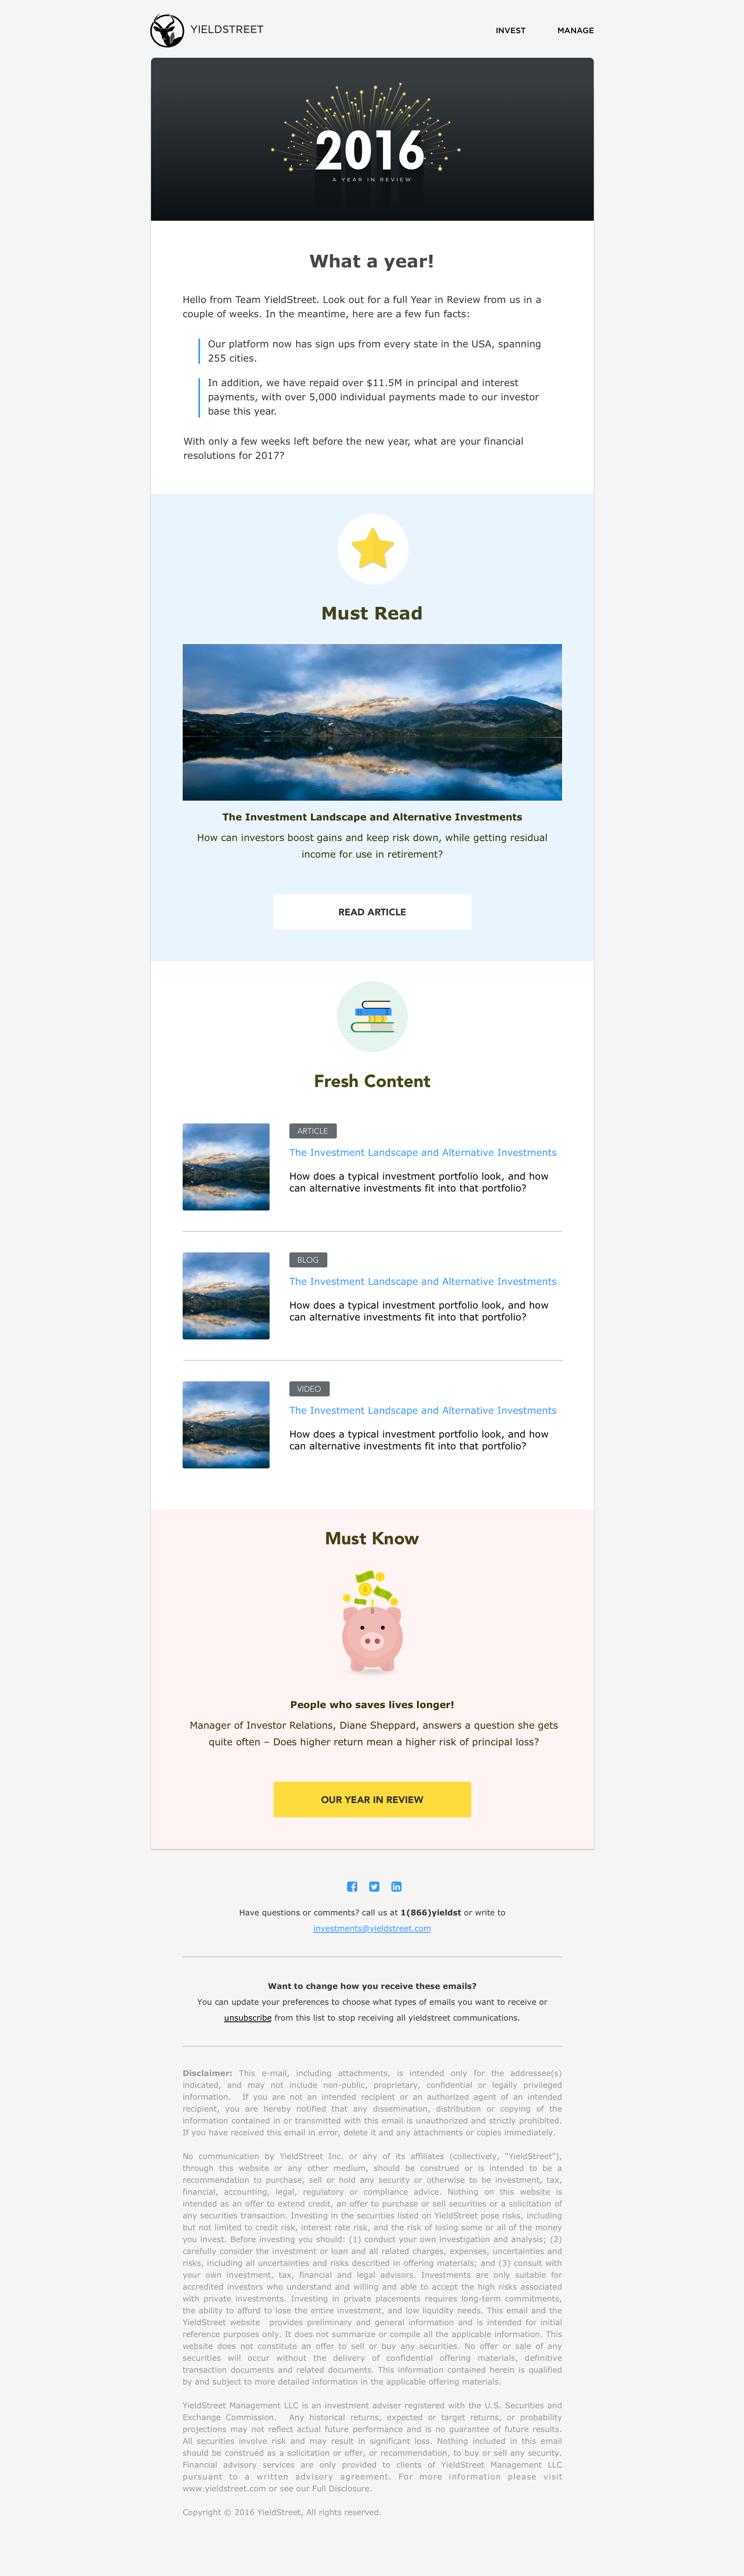 YIELDSTREET
INVEST
MANAGE
2016
A YEAR IN REVIEW
What a year!
Hello from Team YieldStreet. Look out for a full Year in Review from us in a
couple of weeks. In the meantime, here are a few fun facts:
Our platform now has sign ups from every state in the USA, spanning
255 cities.
In addition, we have repaid over $11.5M in principal and interest
payments, with over 5,000 individual payments made to our investor
base this year.
With only a few weeks left before the new year, what are your financial
resolutions for 2017?
Must Read
The Investment Landscape and Alternative Investments
How can investors boost gains and keep risk down, while getting residual
income for use in retirement?
READ ARTICLE
Fresh Content
ARTICLE
The Investment Landscape and Alternative Investments
How does a typical investment portfolio look, and how
can alternative investments fit into that portfolio?
BLOG
The Investment Landscape and Alternative Investments
How does a typical investment portfolio look, and how
can alternative investments fit into that portfolio?
VIDEO
The Investment Landscape and Alternative Investments
How does a typical investment portfolio look, and how
can alternative investments fit into that portfolio?
Must Know
People who saves lives longer!
Manager of Investor Relations, Diane Sheppard, answers a question she gets
quite often – Does higher return mean a higher risk of principal loss?
OUR YEAR IN REVIEW
Have questions or comments? call us at 1(866)yieldst or write to
investments@yieldstreet.com
Want to change how you receive these emails?
You can update your preferences to choose what types of emails you want to receive or
unsubscribe from this list to stop receiving all yieldstreet communications.
Disclaimer: This e-mail, including attachments, is intended only for the addressee(s)
indicated, and may not include non-public, proprietary, confidential or legally privileged
information. If you are not an intended recipient or an authorized agent of an intended
recipient, you are hereby notified that any dissemination, distribution or copying of the
information contained in or transmitted with this email is unauthorized and strictly prohibited.
If you have received this email in error, delete it and any attachments or copies immediately.
No communication by YieldStreet Inc. or any of its affiliates (collectively, “YieldStreet”),
through this website or any other medium, should be construed or is intended to be a
recommendation to purchase, sell or hold any security or otherwise to be investment, tax,
financial, accounting, legal, regulatory or compliance advice. Nothing on this website is
intended as an offer to extend credit, an offer to purchase or sell securities or a solicitation of
any securities transaction. Investing in the securities listed on YieldStreet pose risks, including
but not limited to credit risk, interest rate risk, and the risk of losing some or all of the money
you invest. Before investing you should: (1) conduct your own investigation and analysis; (2)
carefully consider the investment or loan and all related charges, expenses, uncertainties and
risks, including all uncertainties and risks described in offering materials; and (3) consult with
your own investment, tax, financial and legal advisors. Investments are only suitable for
accredited investors who understand and willing and able to accept the high risks associated
with private investments. Investing in private placements requires long-term commitments,
the ability to afford to lose the entire investment, and low liquidity needs. This email and the
YieldStreet website provides preliminary and general information and is intended for initial
reference purposes only. It does not summarize or compile all the applicable information. This
website does not constitute an offer to sell or buy any securities. No offer or sale of any
securities will occur without the delivery of confidential offering materials, definitive
transaction documents and related documents. This information contained herein is qualified
by and subject to more detailed information in the applicable offering materials.
YieldStreet Management LLC is an investment adviser registered with the U.S. Securities and
Exchange Commission. Any historical returns, expected or target returns, or probability
projections may not reflect actual future performance and is no guarantee of future results.
All securities involve risk and may result in significant loss. Nothing included in this email
should be construed as a solicitation or offer, or recommendation, to buy or sell any security.
Financial advisory services are only provided to clients of YieldStreet Management LLC
pursuant to a written advisory agreement. For more information please visit
www.yieldstreet.com or see our Full Disclosure.
Copyright © 2016 YieldStreet, All rights reserved.